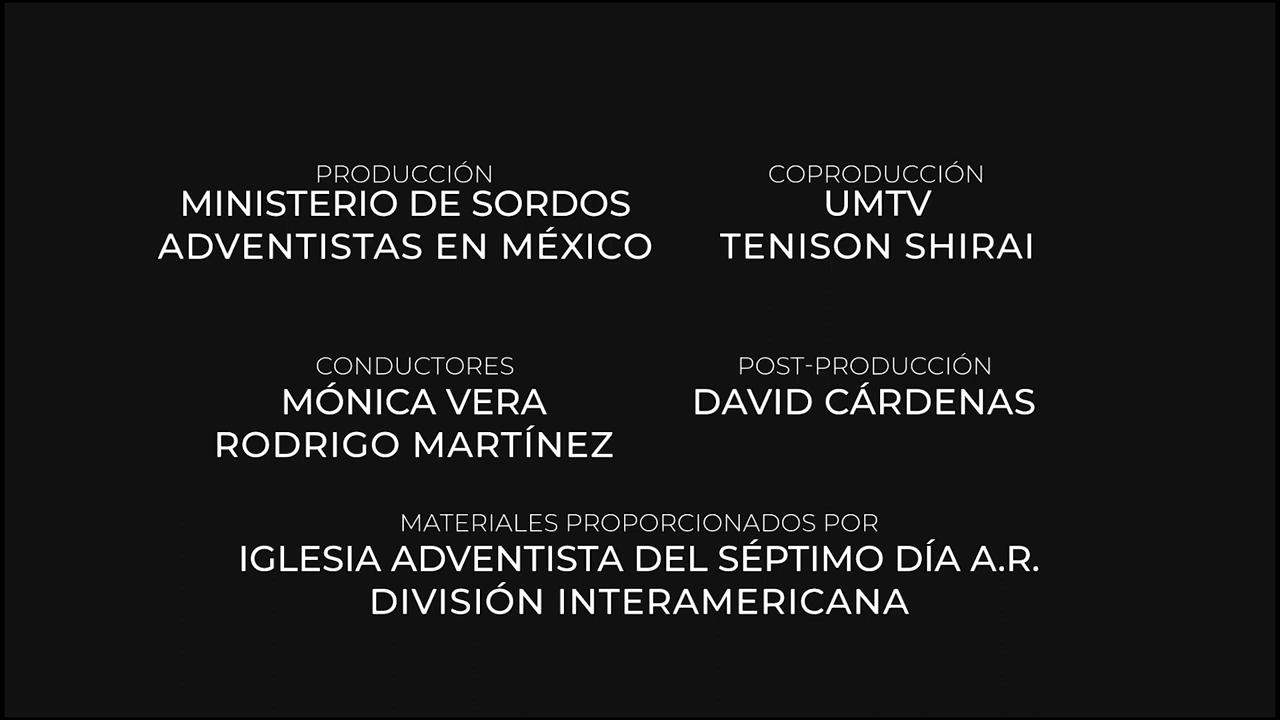 PRODUCCIÓN
MINISTERIO DE SORDOS
ADVENTISTAS EN MÉXICO
COPRODUCCIÓN
UMTV
TENISON SHIRAI
CONDUCTORES
MÓNICA VERA
RODRIGO MARTÍNEZ
POST-PRODUCCIÓN
DAVID CÁRDENAS
MATERIALES PROPORCIONADOS POR
IGLESIA ADVENTISTA DEL SÉPTIMO DÍA A.R.
DIVISIÓN INTERAMERICANA